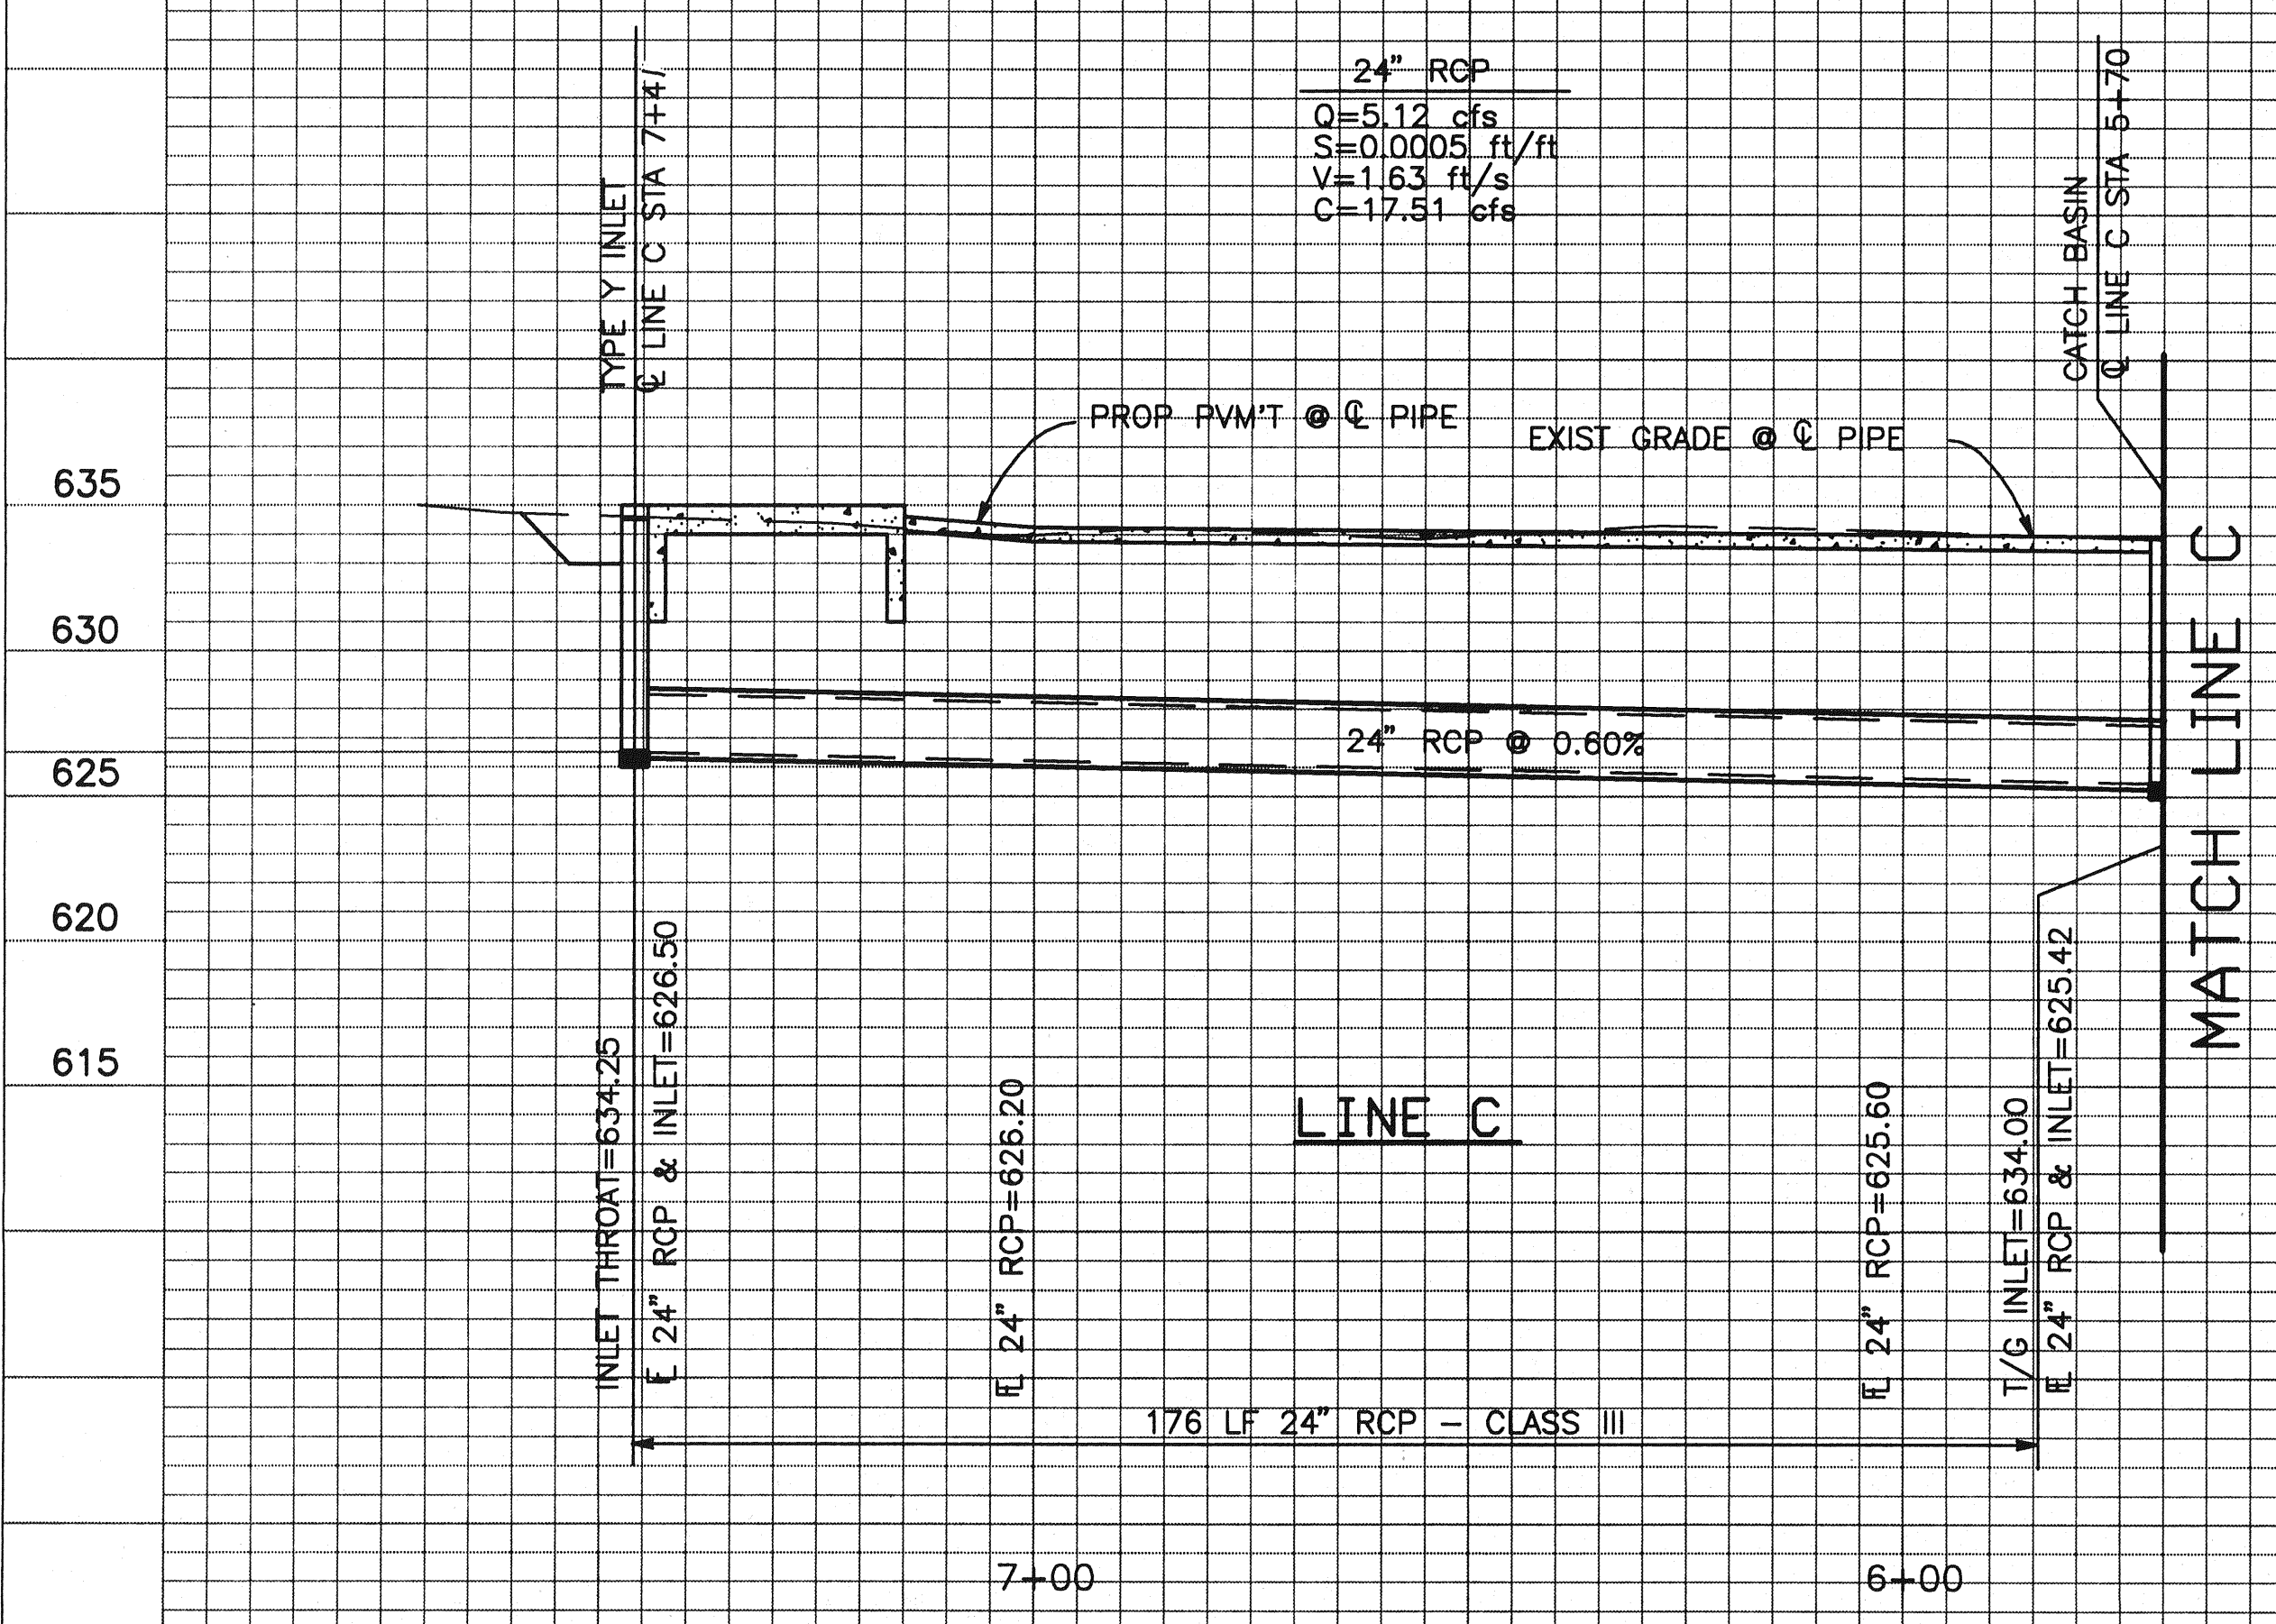 24" RCP
Q=5.12 cfs
S=0.0005 ft/ft
V=1.63 ft/s
C=17.51 cfs
TYPE Y INLET
℄ LINE C STA
CATCH BASIN
℄ LINE C STA 5+70
PROP PVM'T @ ℄ PIPE
EXIST GRADE @ ℄ PIPE
635
630
625
620
615
24" RCP @ 0.60%
MATCH LINE C
INLET THROAT=634.25
FL 24" RCP & INLET=626.50
FL 24" RCP=626.20
LINE C
FL 24" RCP=625.60
T/G INLET=634.00
FL 24" RCP & INLET=625.42
176 LF 24" RCP - CLASS III
7+00
6+00